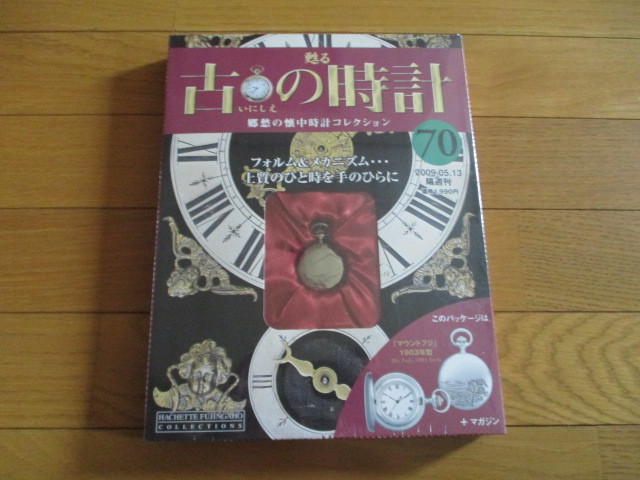 甦る
古の時計
いにしえ
郷愁の懐中時計コレクション
70
2009・05・13
隔週刊
フォルム&メカニズム・・・
上質のひと時を手のひらに
このパッケージは
「マウントフジ」
1903年型
+マガジン
HACHETTE FUJINGAHO
COLLECTIONS